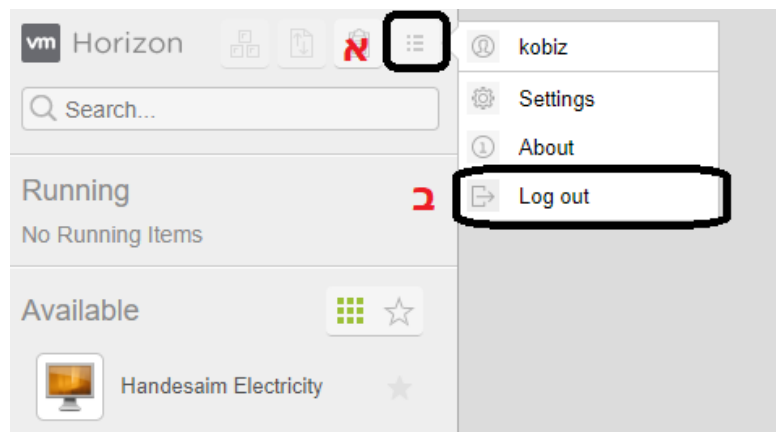 vm Horizon
א
kobiz
Search...
Settings
About
Running
ב
Log out
No Running Items
Available
Handesaim Electricity